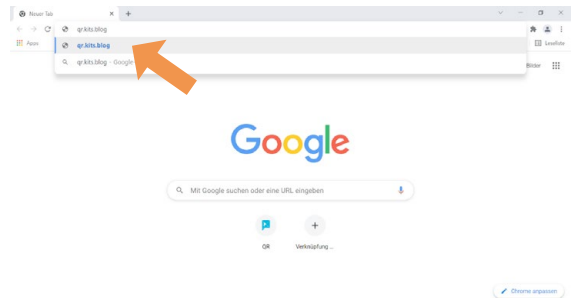 Neuer Tab
qr.kits.blog
Apps
qr.kits.blog
Leseliste
qr.kits.blog - Google
Bilder
Google
Mit Google suchen oder eine URL eingeben
QR
Verknüpfung ...
Chrome anpassen